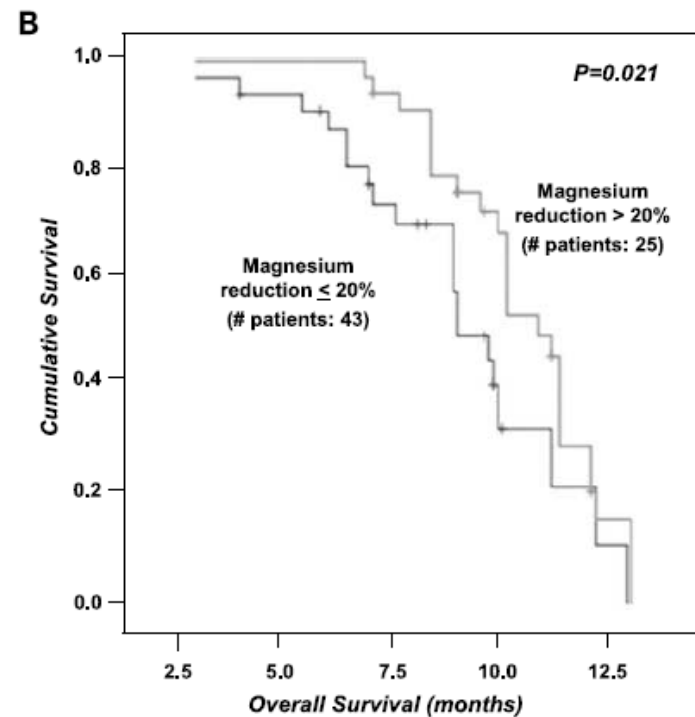 B
P=0.021
Magnesium
reduction > 20%
(# patients: 25)
Magnesium
reduction ≤ 20%
(# patients: 43)
Cumulative Survival
1.0
0.8
0.6
0.4
0.2
0.0
2.5 5.0 7.5 10.0 12.5
Overall Survival (months)